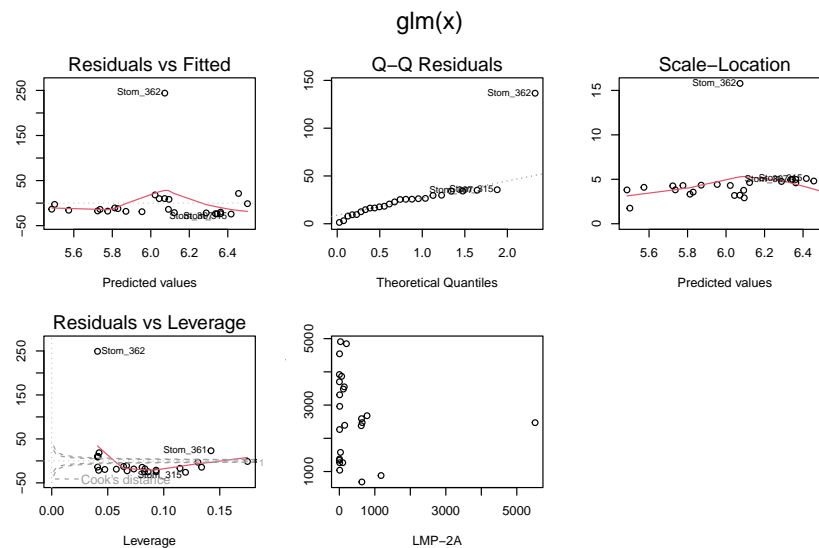 glm(x)
Residuals vs Fitted
Q−Q Residuals
Scale−Location
Stom_362
Stom_315
Stom_362
Stom_315
Stom_362
−50 50 150 250
0 50 100 150
0 5 10 15
5.6 5.8 6.0 6.2 6.4
0.0 0.5 1.0 1.5 2.0
5.6 5.8 6.0 6.2 6.4
Predicted values
Theoretical Quantiles
Predicted values
Residuals vs Leverage
Stom_362
Stom_361
Stom_315
Cook's distance
1
−50 50 150 250
1000 3000 5000
0.00 0.05 0.10 0.15
0 1000 3000 5000
Leverage
LMP−2A